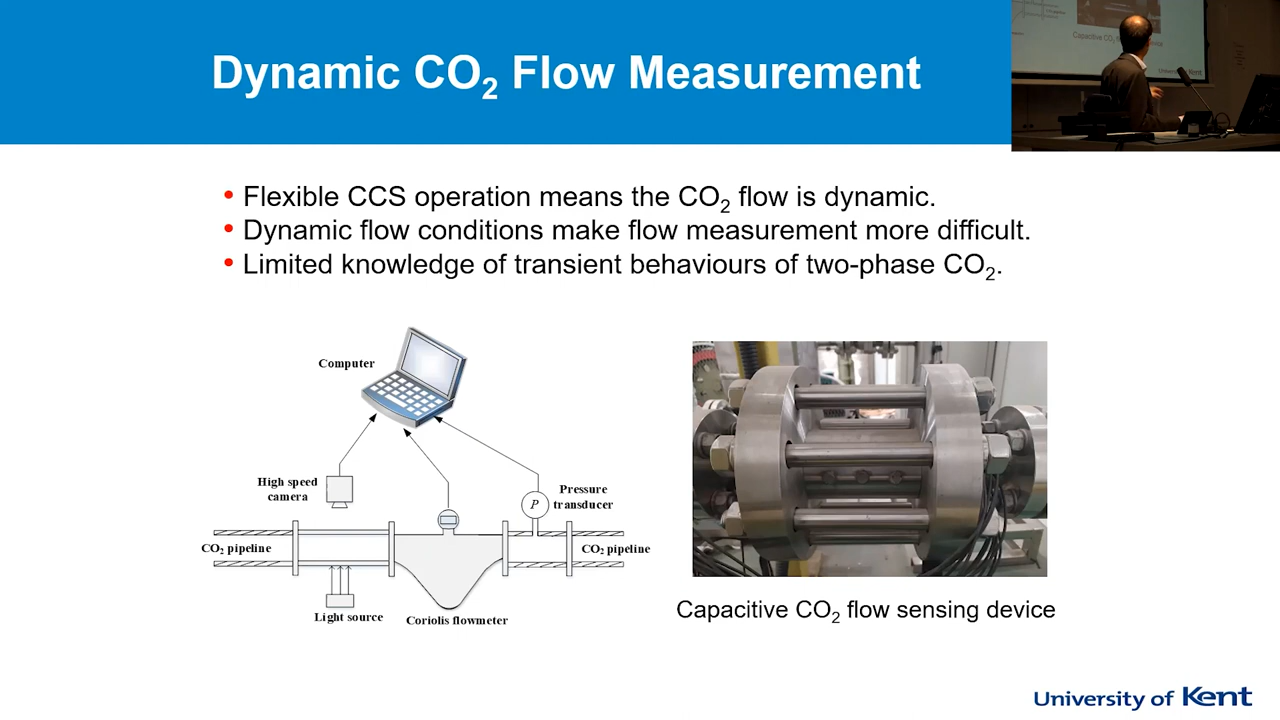 Dynamic CO₂ Flow Measurement
• Flexible CCS operation means the CO₂ flow is dynamic.
• Dynamic flow conditions make flow measurement more difficult.
• Limited knowledge of transient behaviours of two-phase CO₂.
Computer
High speed
camera
P
Pressure
transducer
CO₂ pipeline
CO₂ pipeline
Light source
Coriolis flowmeter
Capacitive CO₂ flow sensing device
University of Kent